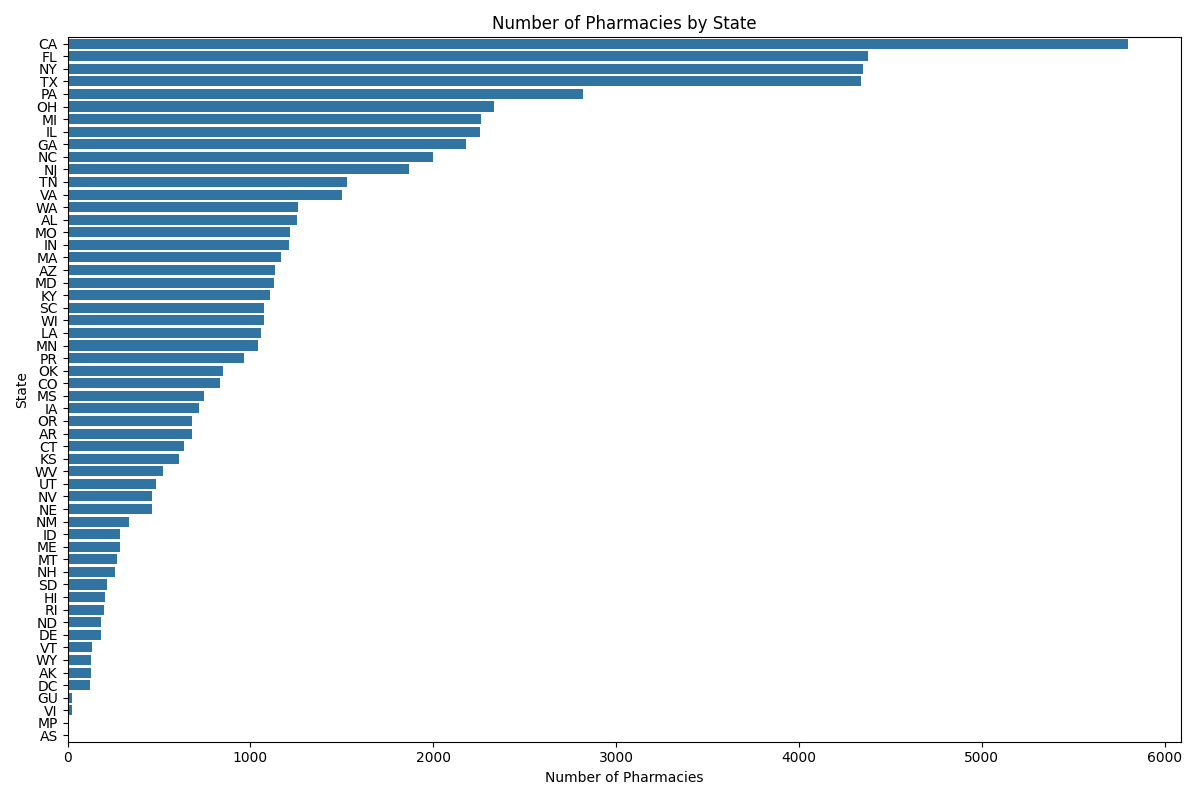 Number of Pharmacies by State
CA
FL
NY
TX
PA
OH
MI
IL
GA
NC
NJ
TN
VA
WA
AL
MO
IN
MA
AZ
MD
KY
SC
WI
LA
MN
PR
OK
CO
MS
IA
OR
AR
CT
KS
WV
UT
NV
NE
NM
ID
ME
MT
NH
SD
HI
RI
ND
DE
VT
WY
AK
DC
GU
VI
MP
AS
State
0 1000 2000 3000 4000 5000 6000
Number of Pharmacies